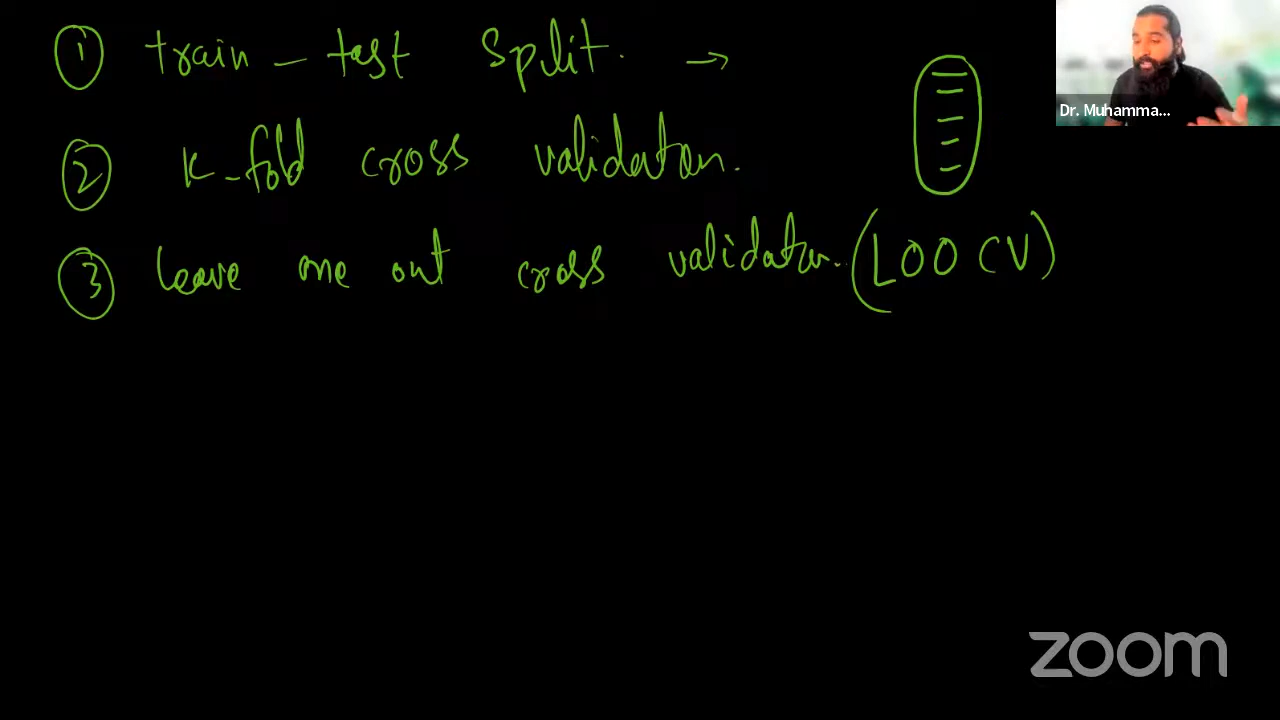 ① train - test split. →
Dr. Muhamma...
② K-fold cross validation.
③ leave one out cross validation. (LOOCV)
zoom